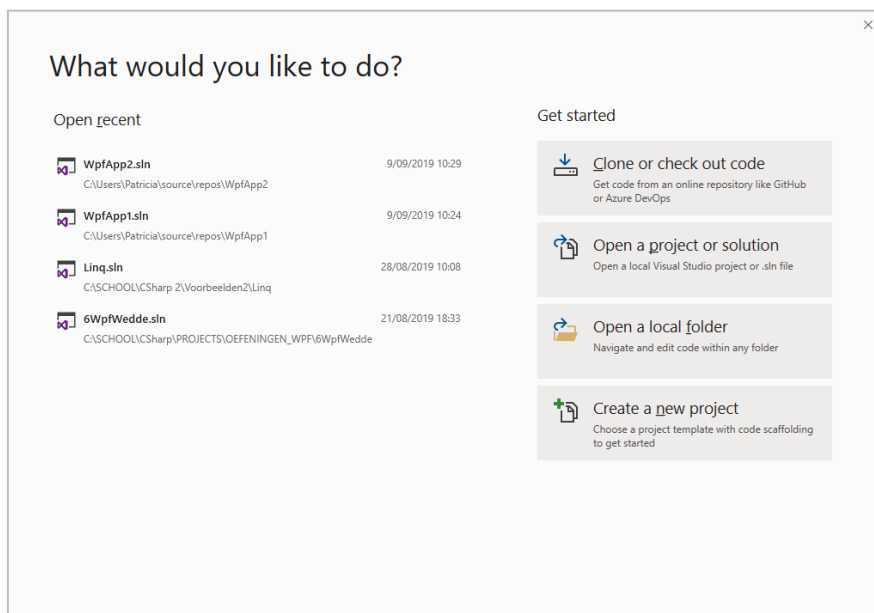 What would you like to do?
Open recent
WpfApp2.sln 9/09/2019 10:29
C:\Users\Patricia\source\repos\WpfApp2
WpfApp1.sln 9/09/2019 10:24
C:\Users\Patricia\source\repos\WpfApp1
Linq.sln 28/08/2019 10:08
C:\SCHOOL\CSharp 2\Voorbeelden2\Linq
6WpfWedde.sln 21/08/2019 18:33
C:\SCHOOL\CSharp\PROJECTS\OEFENINGEN_WPF\6WpfWedde
Get started
Clone or check out code
Get code from an online repository like GitHub
or Azure DevOps
Open a project or solution
Open a local Visual Studio project or .sln file
Open a local folder
Navigate and edit code within any folder
Create a new project
Choose a project template with code scaffolding
to get started